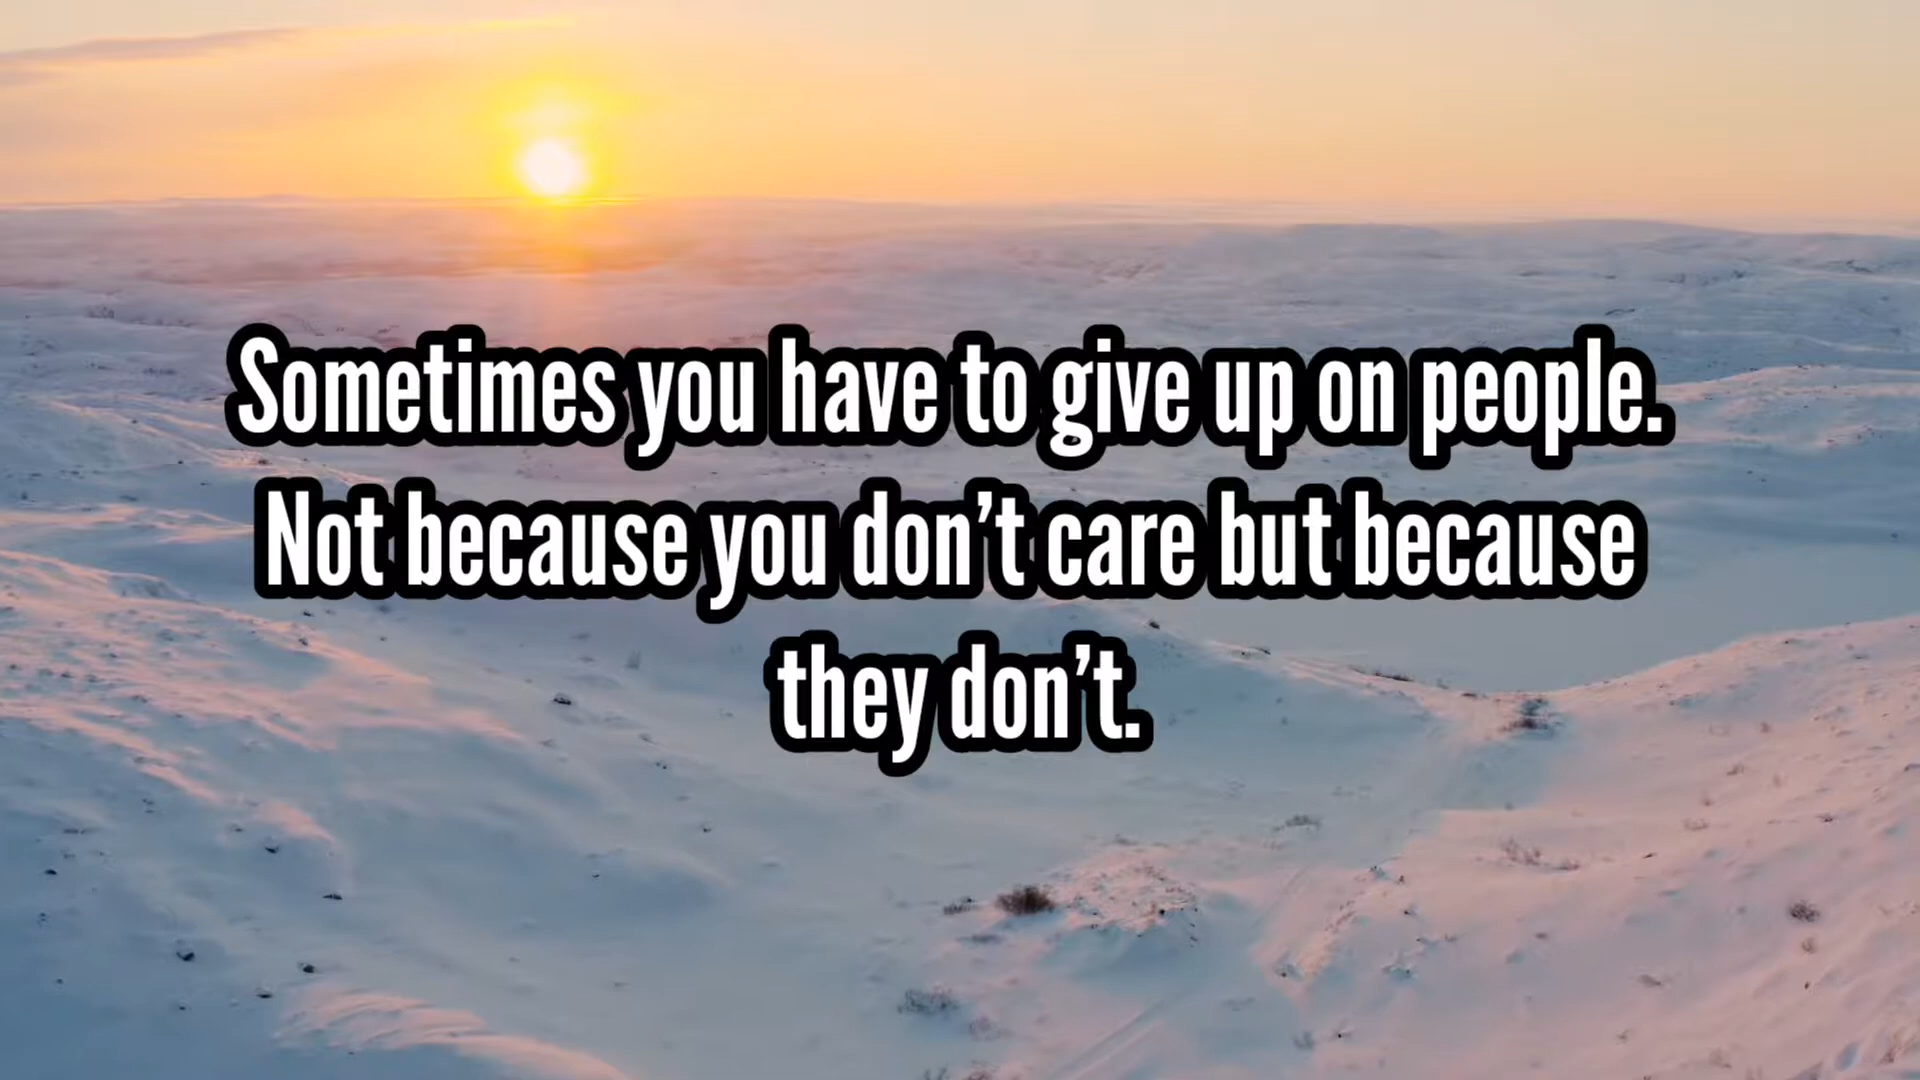 Sometimes you have to give up on people.
Not because you don’t care but because
they don’t.